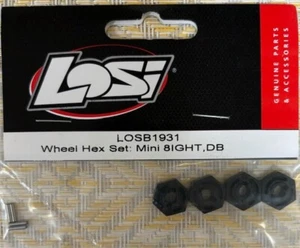 LOSI
GENUINE PARTS
& ACCESSORIES
LOSB1931
Wheel Hex Set: Mini 8IGHT,DB